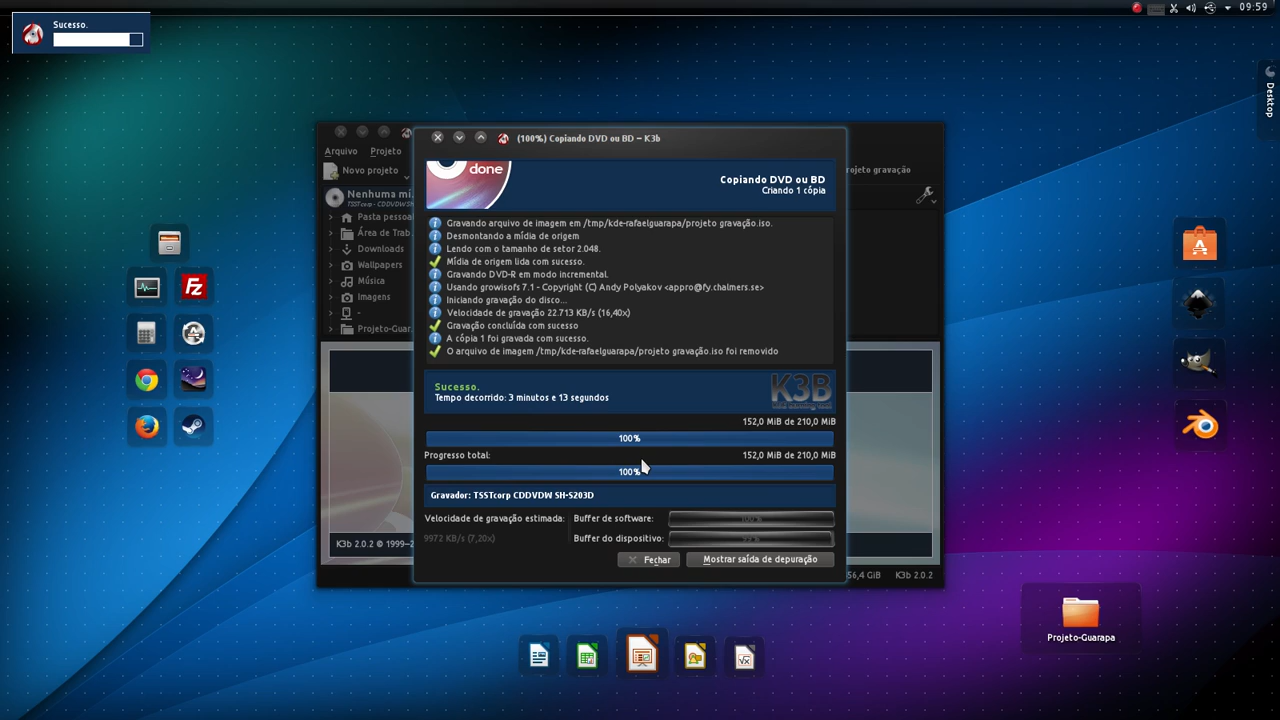 Sucesso.
09:59
Desktop
(100%) Copiando DVD ou BD – K3b
Arquivo Projeto
Novo projeto
rojeto gravação
done
Copiando DVD ou BD
Criando 1 cópia
Nenhuma mí
TSSTcorp - CDDVDW SH
Pasta pessoa
Área de Trab
Downloads
Wallpapers
Música
Imagens
-
Projeto-Guar
Gravando arquivo de imagem em /tmp/kde-rafaelguarapa/projeto gravação.iso.
Desmontando a mídia de origem
Lendo com o tamanho de setor 2.048.
Mídia de origem lida com sucesso.
Gravando DVD-R em modo incremental.
Usando growisofs 7.1 - Copyright (C) Andy Polyakov <appro@fy.chalmers.se>
Iniciando gravação do disco...
Velocidade de gravação 22.713 KB/s (16,40x)
Gravação concluída com sucesso
A cópia 1 foi gravada com sucesso.
O arquivo de imagem /tmp/kde-rafaelguarapa/projeto gravação.iso foi removido
Sucesso.
Tempo decorrido: 3 minutos e 13 segundos
K3B
152,0 MiB de 210,0 MiB
100%
Progresso total: 152,0 MiB de 210,0 MiB
100%
Gravador: TSSTcorp CDDVDW SH-S203D
Velocidade de gravação estimada: Buffer de software: 100 %
9972 KB/s (7,20x) Buffer do dispositivo:
K3b 2.0.2 © 1999–2
Fechar Mostrar saída de depuração
56,4 GiB K3b 2.0.2
Projeto-Guarapa